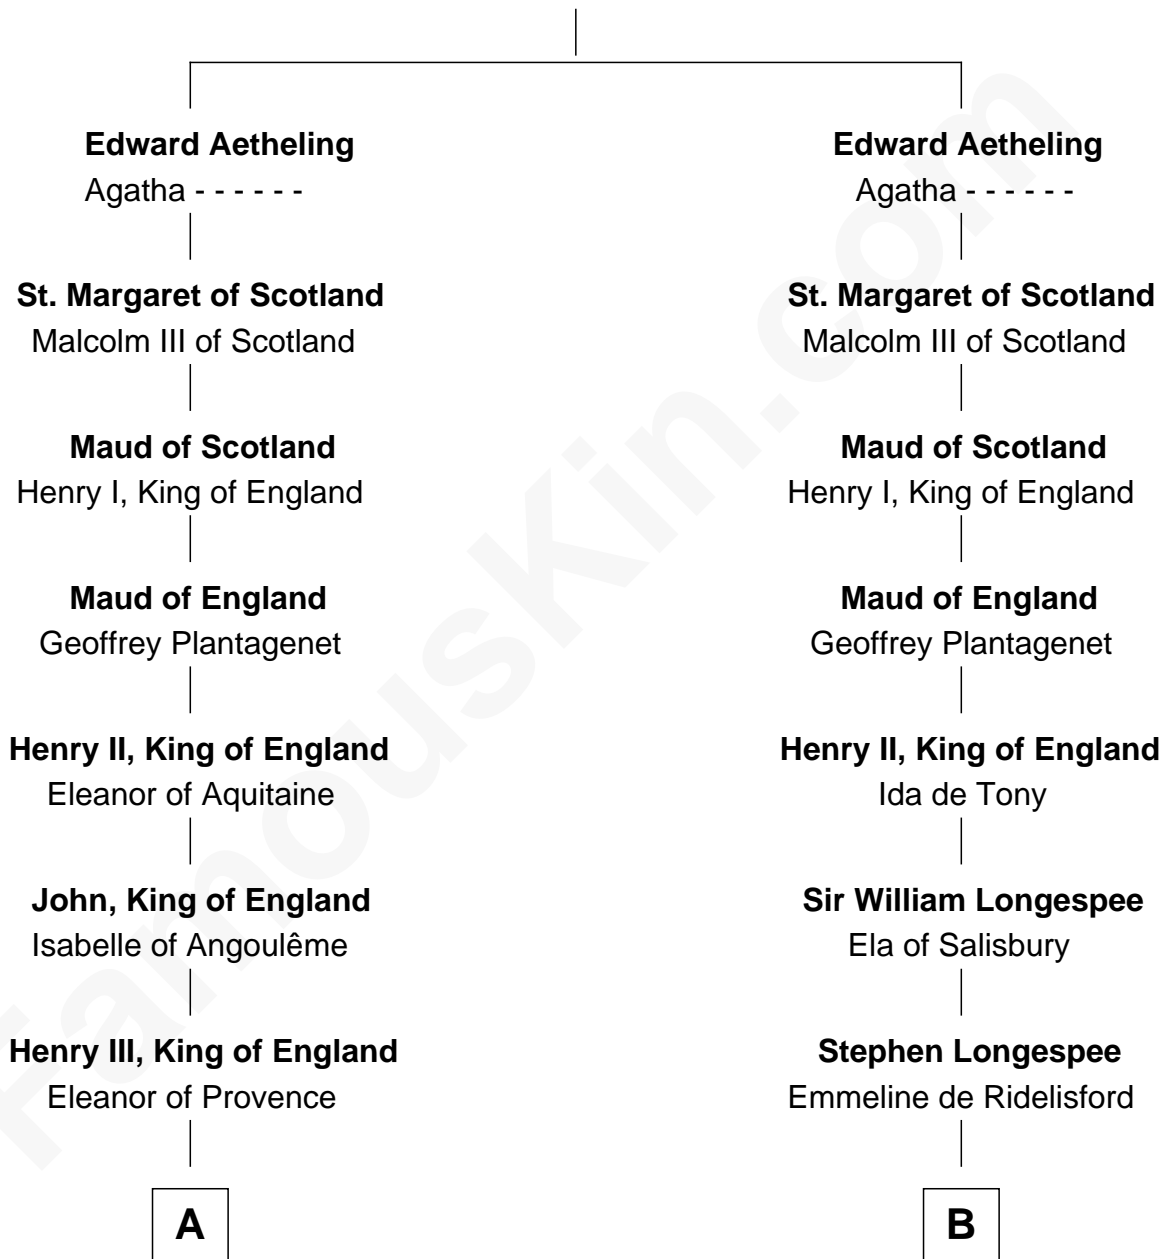 Edward Aetheling
Agatha - - - - - -
St. Margaret of Scotland
Malcolm III of Scotland
Maud of Scotland
Henry I, King of England
Maud of England
Geoffrey Plantagenet
Henry II, King of England
Eleanor of Aquitaine
John, King of England
Isabelle of Angoulême
Henry III, King of England
Eleanor of Provence
A
Edward Aetheling
Agatha - - - - - -
St. Margaret of Scotland
Malcolm III of Scotland
Maud of Scotland
Henry I, King of England
Maud of England
Geoffrey Plantagenet
Henry II, King of England
Ida de Tony
Sir William Longespee
Ela of Salisbury
Stephen Longespee
Emmeline de Ridelisford
B
FamousKin.com